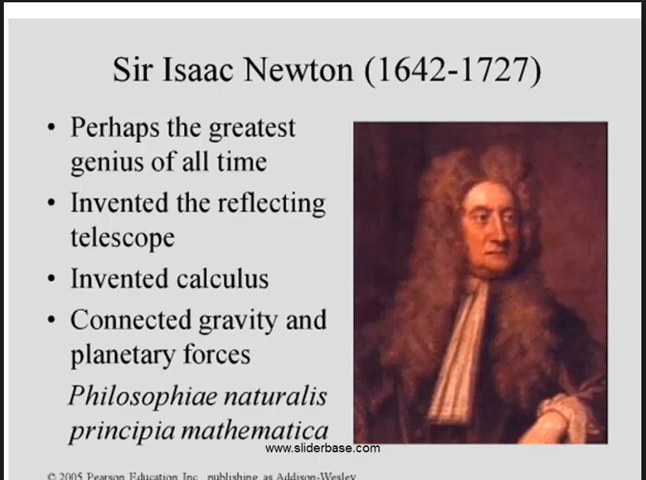 Sir Isaac Newton (1642-1727)
• Perhaps the greatest
genius of all time
• Invented the reflecting
telescope
• Invented calculus
• Connected gravity and
planetary forces
Philosophiae naturalis
principia mathematica
www.sliderbase.com
© 2005 Pearson Education Inc., publishing as Addison-Wesley